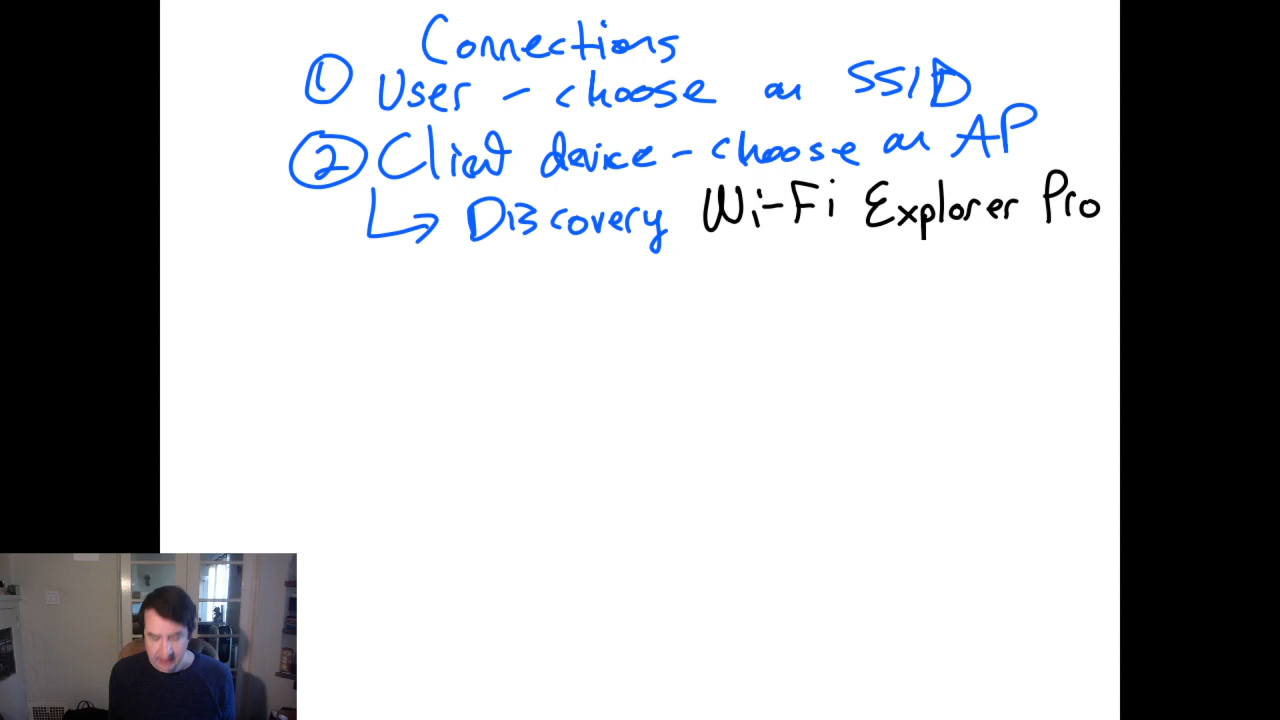 Connections
① User - choose an SSID
② Client device - choose an AP
↳ Discovery Wi-Fi Explorer Pro